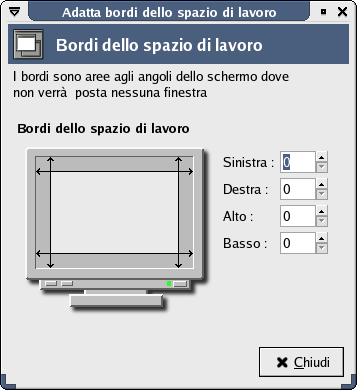 Adatta bordi dello spazio di lavoro
Bordi dello spazio di lavoro
I bordi sono aree agli angoli dello schermo dove
non verrà posta nessuna finestra
Bordi dello spazio di lavoro
Sinistra : 0
Destra : 0
Alto : 0
Basso : 0
Chiudi